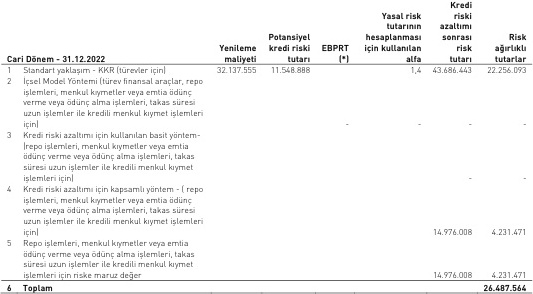 Kredi
Yasal risk riski
tutarının azaltımı
Potansiyel hesaplanması sonrası Risk
Yenileme kredi riski EBPRT için kullanılan risk ağırlıklı
Cari Dönem - 31.12.2022 maliyeti tutarı (*) alfa tutarı tutarlar
1 Standart yaklaşım - KKR (türevler için) 32.137.555 11.548.888 1,4 43.686.443 22.256.093
2 İçsel Model Yöntemi (türev finansal araçlar, repo
işlemleri, menkul kıymetler veya emtia ödünç
verme veya ödünç alma işlemleri, takas süresi
uzun işlemler ile kredili menkul kıymet işlemleri
için) - - - -
3 Kredi riski azaltımı için kullanılan basit yöntem-
(repo işlemleri, menkul kıymetler veya emtia
ödünç verme veya ödünç alma işlemleri, takas
süresi uzun işlemler ile kredili menkul kıymet
işlemleri için) - -
4 Kredi riski azaltımı için kapsamlı yöntem - ( repo
işlemleri, menkul kıymetler veya emtia ödünç
verme veya ödünç alma işlemleri, takas süresi
uzun işlemler ile kredili menkul kıymet işlemleri
için) 14.976.008 4.231.471
5 Repo işlemleri, menkul kıymetler veya emtia
ödünç verme veya ödünç alma işlemleri, takas
süresi uzun işlemler ile kredili menkul kıymet
işlemleri için riske maruz değer 14.976.008 4.231.471
6 Toplam 26.487.564